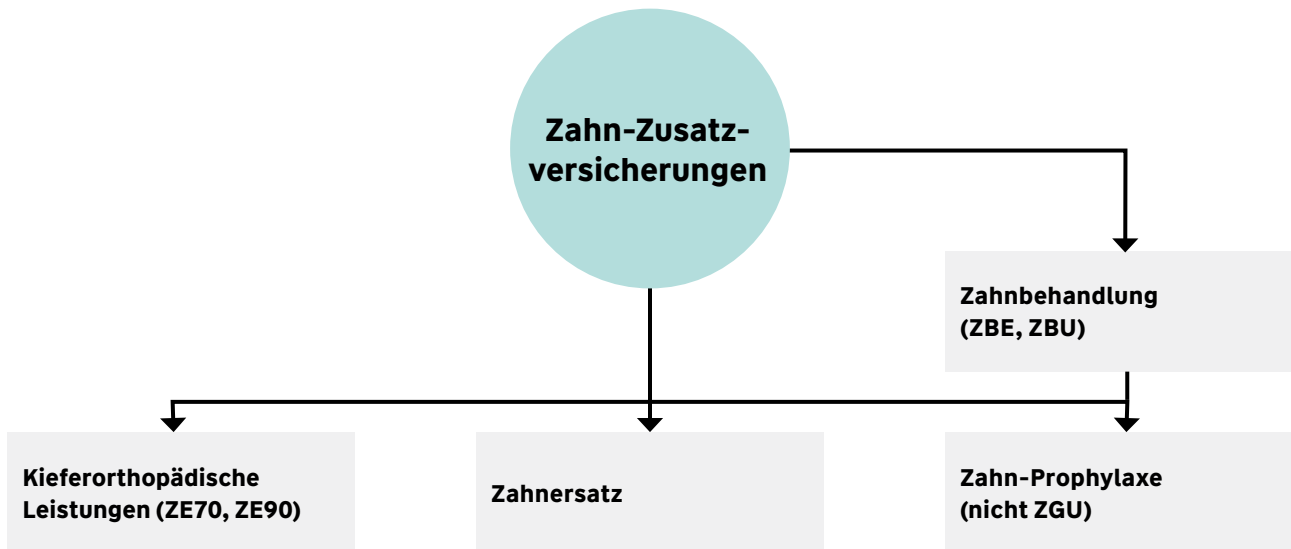 Zahn-Zusatz-
versicherungen
Zahnbehandlung
(ZBE, ZBU)
Kieferorthopädische
Leistungen (ZE70, ZE90)
Zahnersatz
Zahn-Prophylaxe
(nicht ZGU)